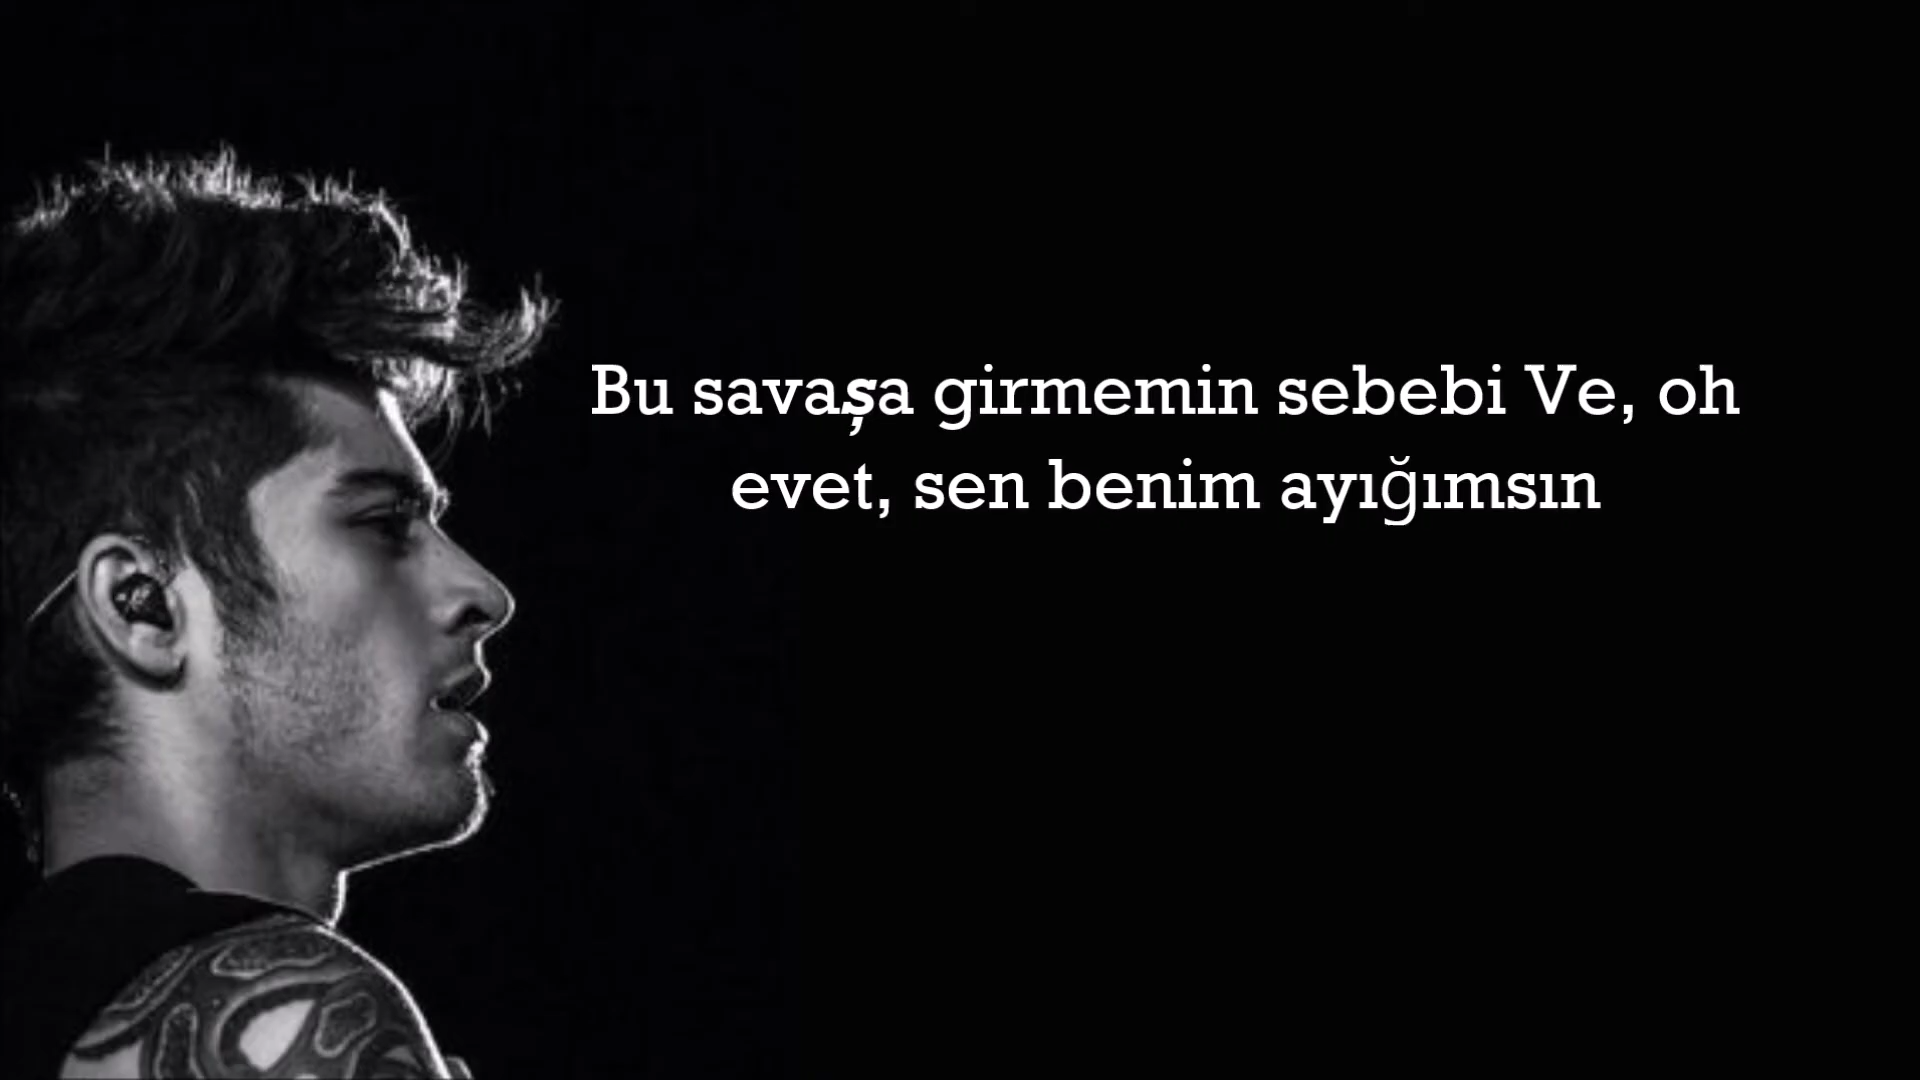 Bu savaşa girmemin sebebi Ve, oh
evet, sen benim ayığımsın